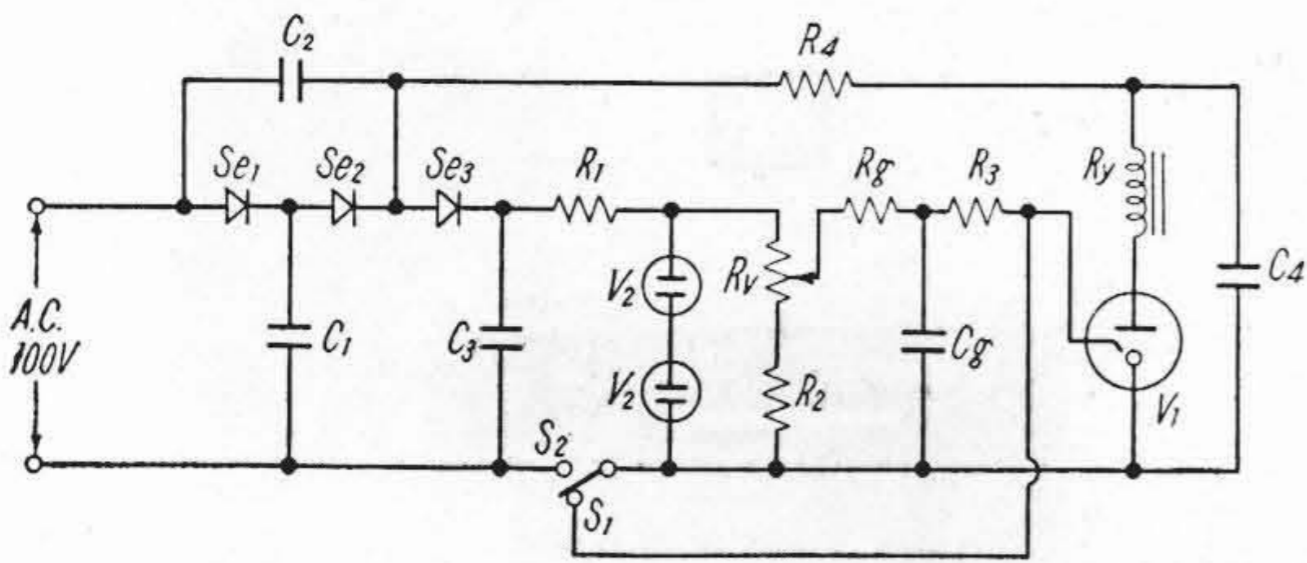 C2
R4
Se1
Se2
Se3
R1
Rg
R3
Ry
A.C.
100V
C1
C3
V2
Rv
Cg
C4
V2
R2
V1
S2
S1